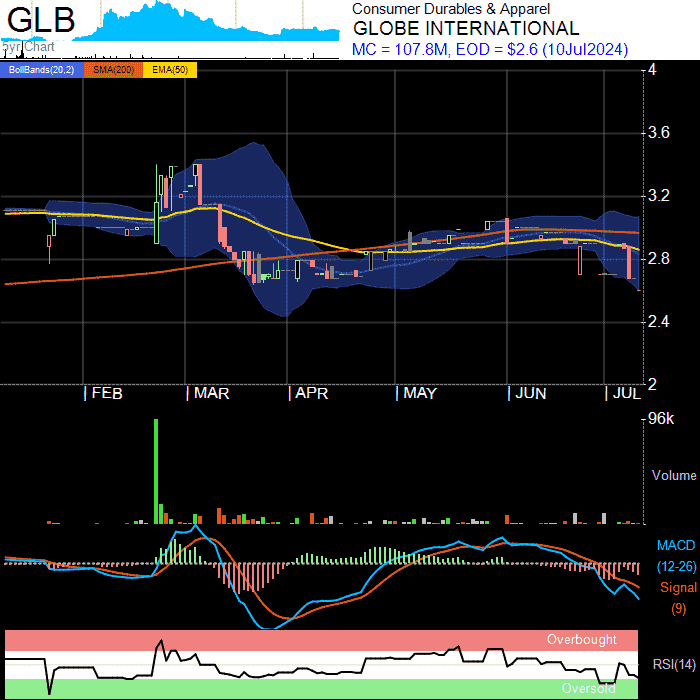 GLB
5yr Chart
Consumer Durables & Apparel
GLOBE INTERNATIONAL
MC = 107.8M, EOD = $2.6 (10Jul2024)
BollBands(20,2) SMA(200) EMA(50)
4
3.6
3.2
2.8
2.4
2
| FEB | MAR | APR | MAY | JUN | JUL
96k
Volume
MACD
(12-26)
Signal
(9)
Overbought
RSI(14)
Oversold